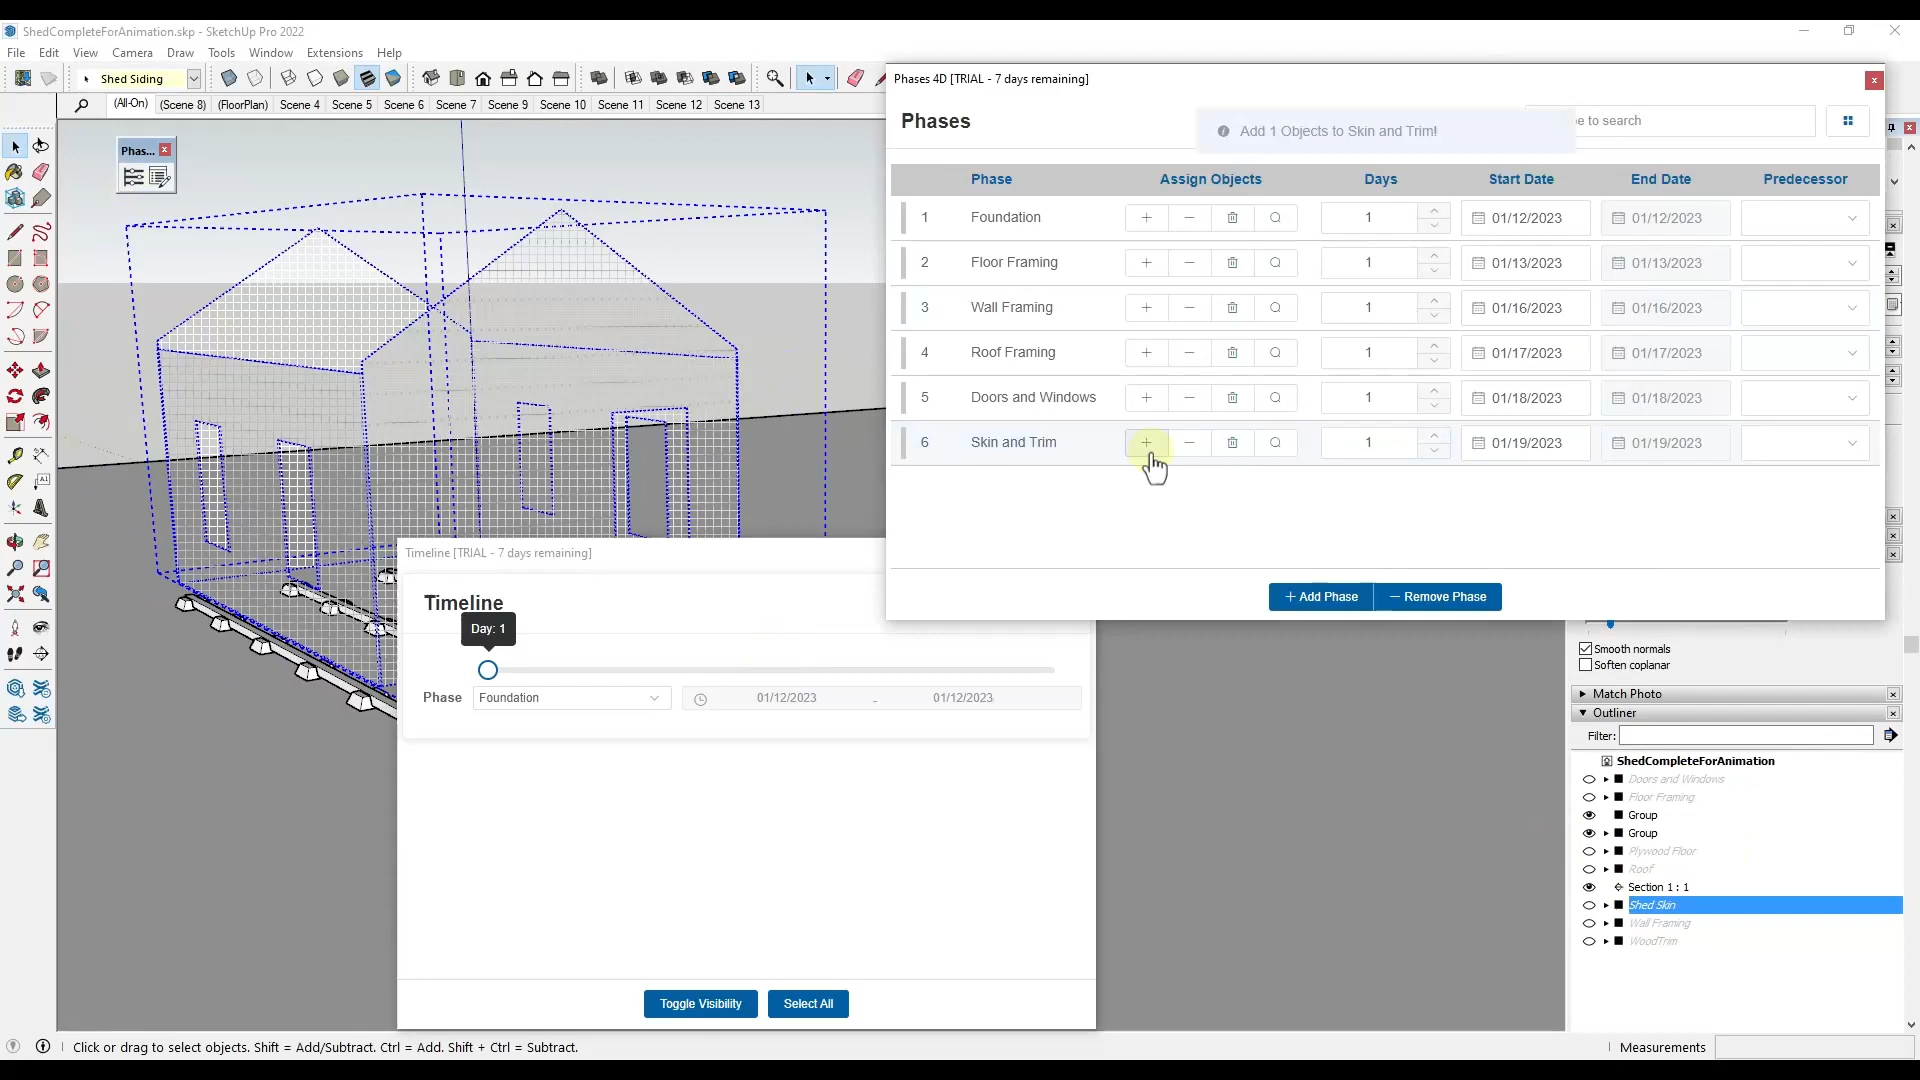 ShedCompleteForAnimation.skp - SketchUp Pro 2022
File Edit View Camera Draw Tools Window Extensions Help
Shed Siding
(All-On) (Scene 8) (FloorPlan) Scene 4 Scene 5 Scene 6 Scene 7 Scene 9 Scene 10 Scene 11 Scene 12 Scene 13
Phas...
Phases 4D [TRIAL - 7 days remaining]
Phases
Add 1 Objects to Skin and Trim!
to search
Phase Assign Objects Days Start Date End Date Predecessor
1 Foundation 1 01/12/2023 01/12/2023
2 Floor Framing 1 01/13/2023 01/13/2023
3 Wall Framing 1 01/16/2023 01/16/2023
4 Roof Framing 1 01/17/2023 01/17/2023
5 Doors and Windows 1 01/18/2023 01/18/2023
6 Skin and Trim 1 01/19/2023 01/19/2023
+ Add Phase — Remove Phase
Timeline [TRIAL - 7 days remaining]
Timeline
Day: 1
Phase Foundation 01/12/2023 - 01/12/2023
Toggle Visibility Select All
Smooth normals
Soften coplanar
Match Photo
Outliner
Filter:
ShedCompleteForAnimation
Doors and Windows
Floor Framing
Group
Group
Plywood Floor
Roof
Section 1 : 1
Shed Skin
Wall Framing
WoodTrim
Click or drag to select objects. Shift = Add/Subtract. Ctrl = Add. Shift + Ctrl = Subtract.
Measurements